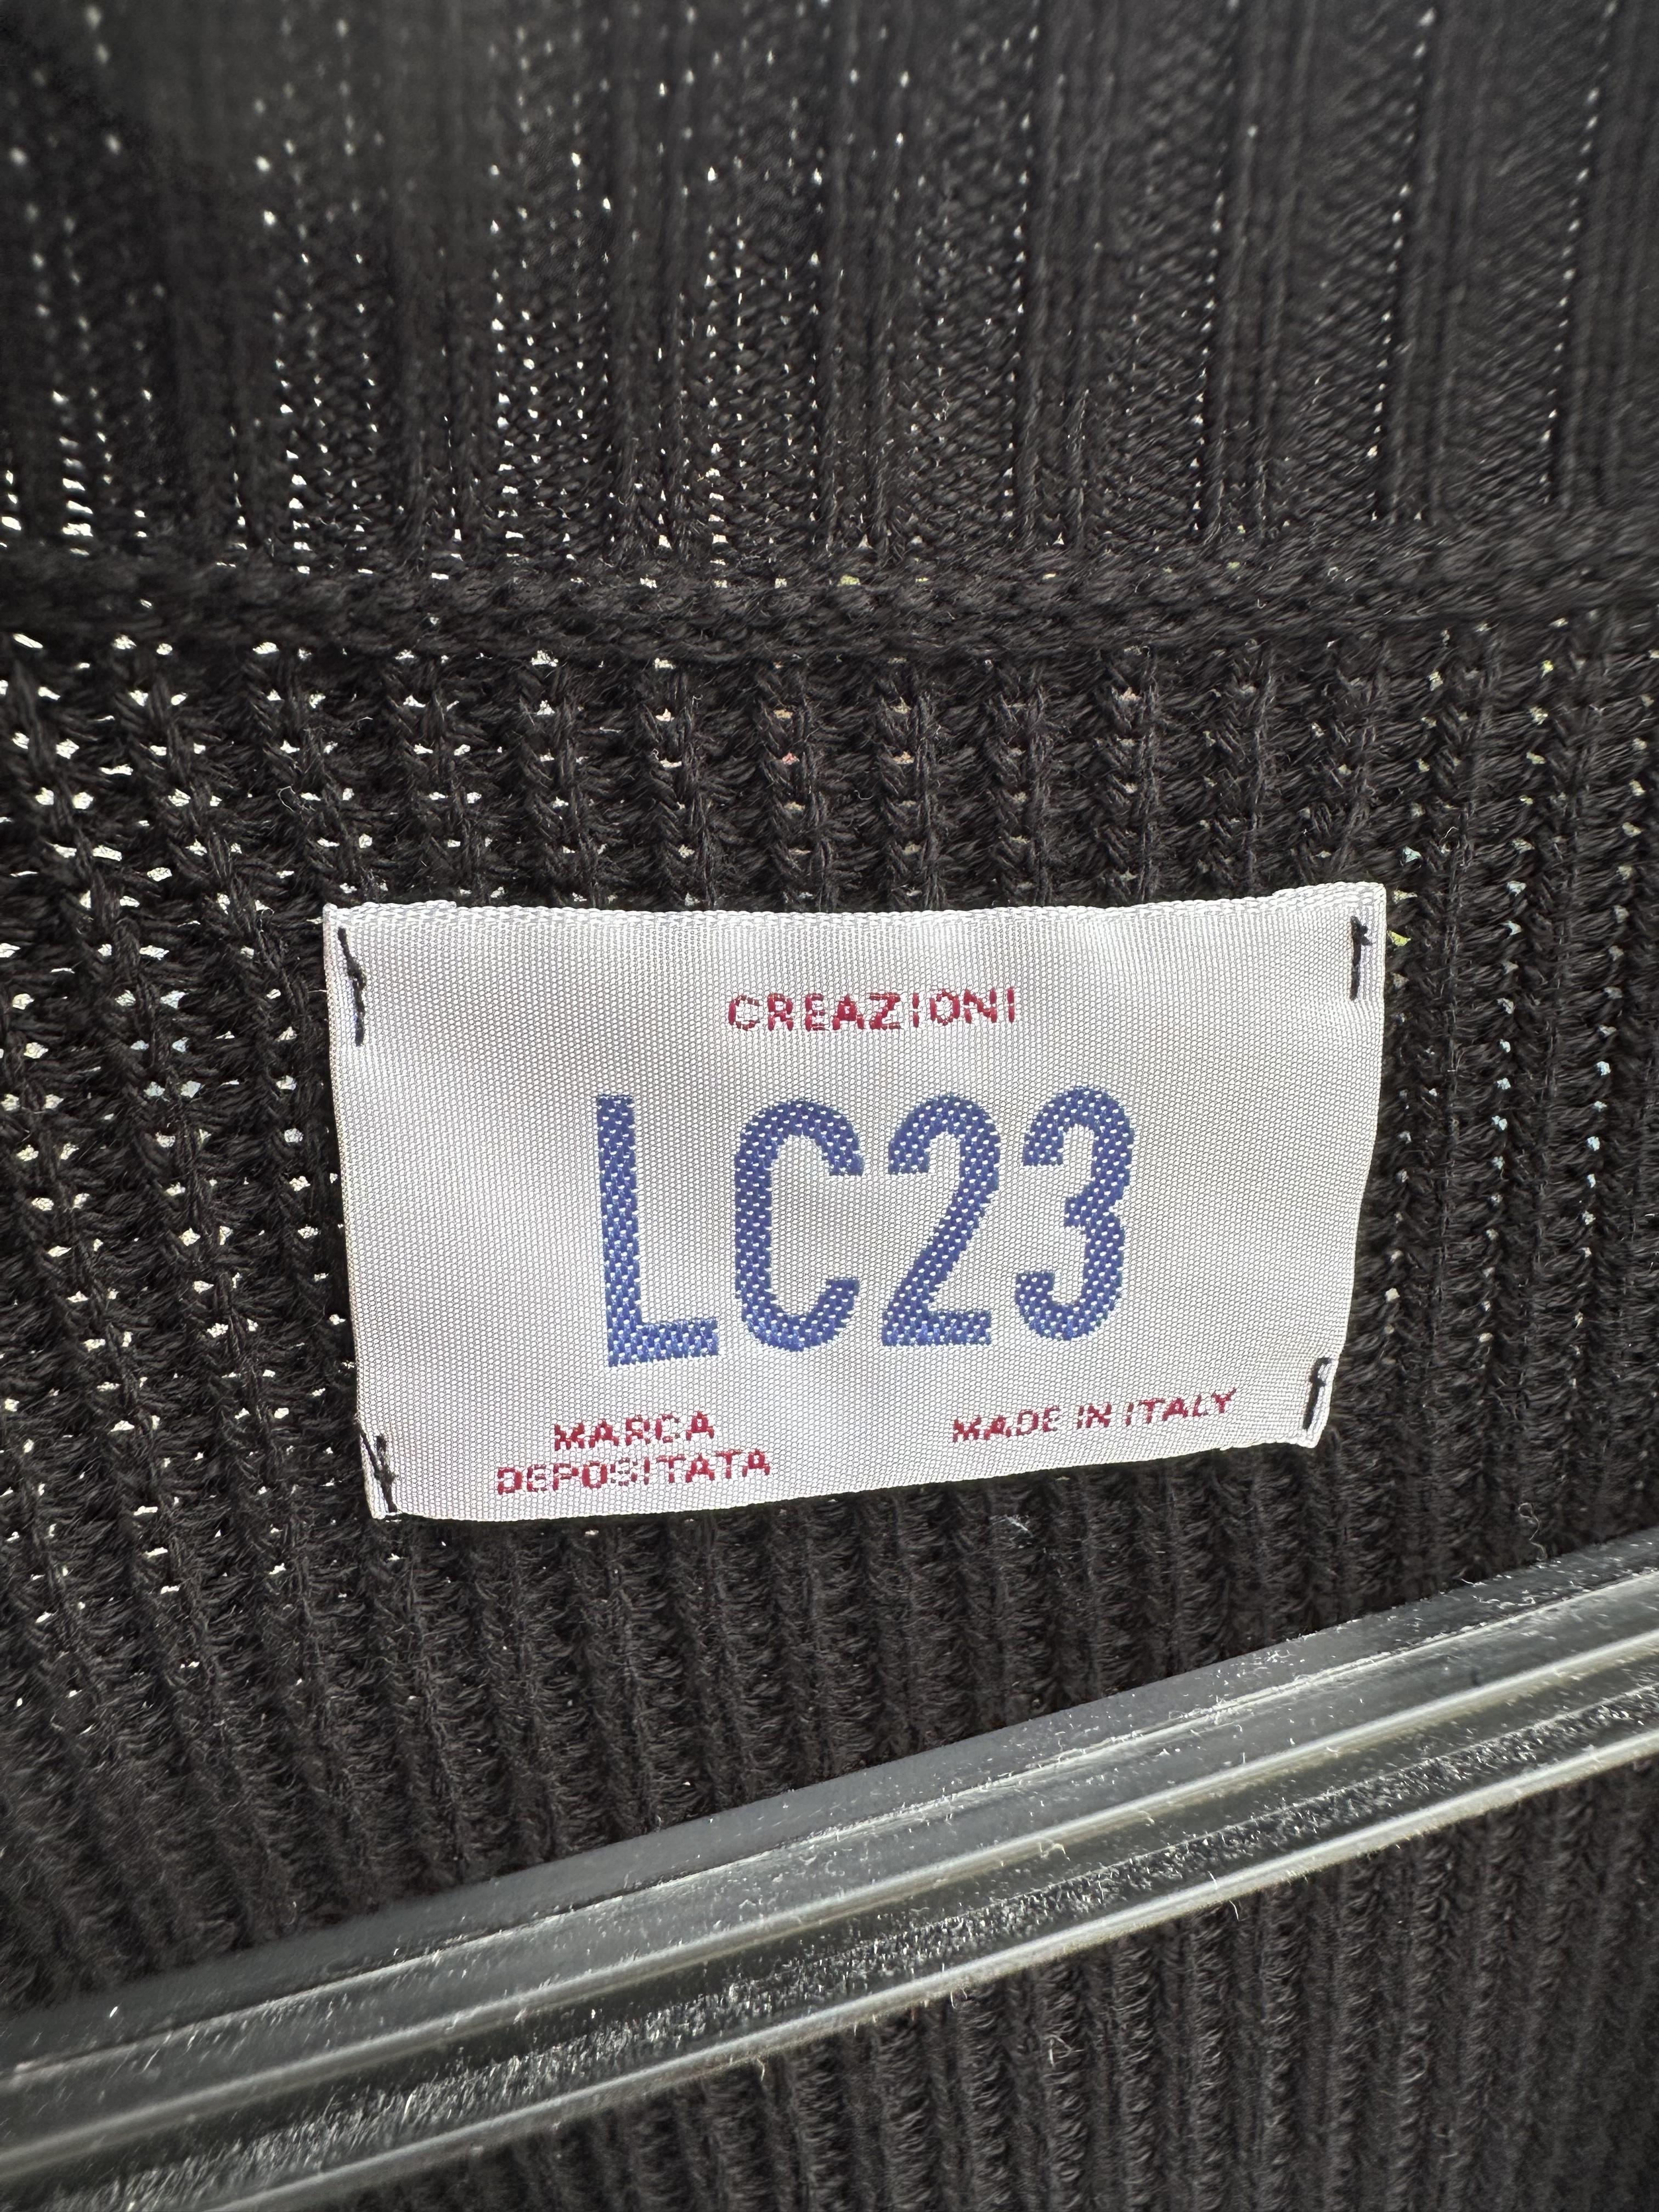 CREAZIONI
LC23
MARCA
DEPOSITATA
MADE IN ITALY